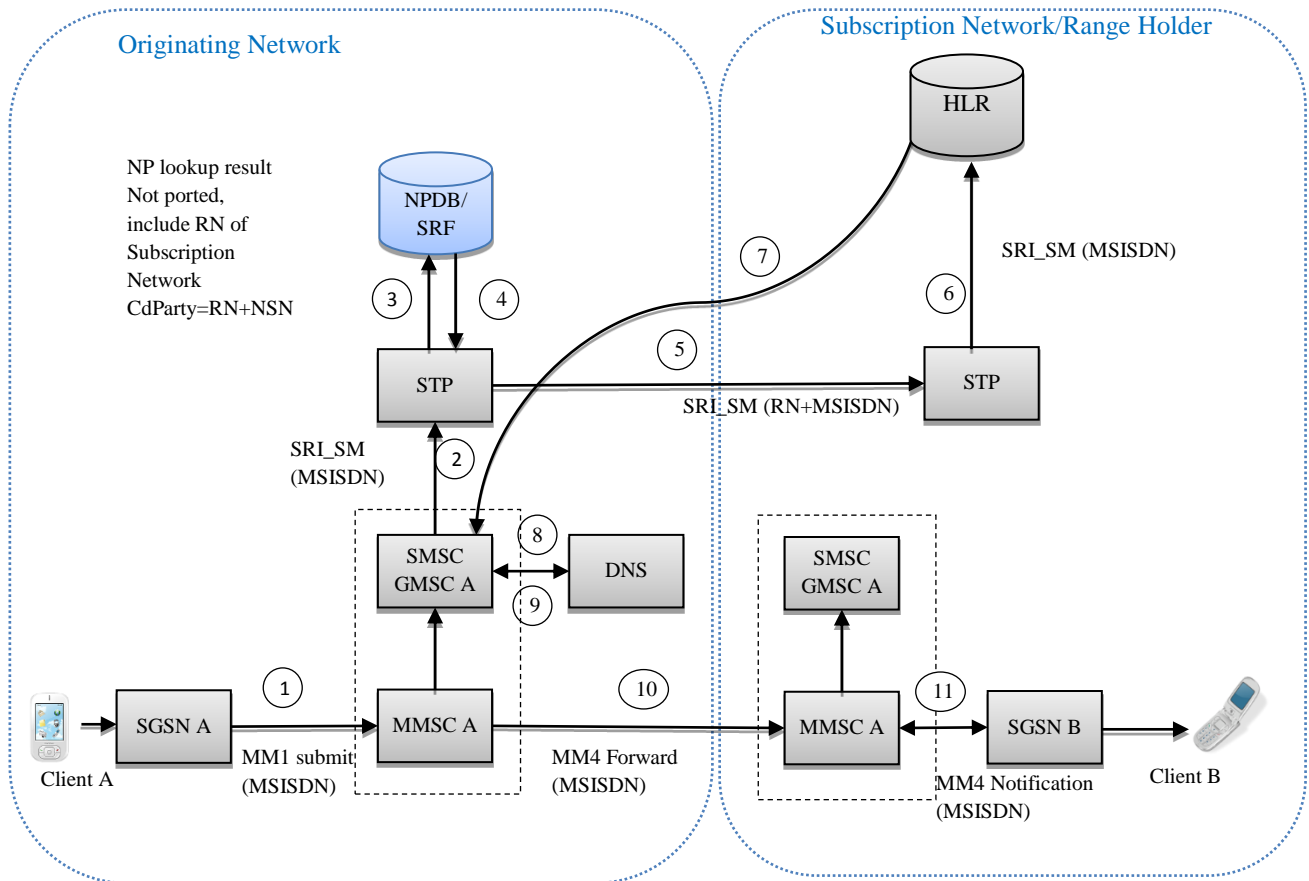 Originating Network
Subscription Network/Range Holder
HLR
NP lookup result
Not ported,
include RN of
Subscription
Network
CdParty=RN+NSN
NPDB/
SRF
7
SRI_SM (MSISDN)
3
4
6
5
STP
STP
SRI_SM (RN+MSISDN)
SRI_SM
(MSISDN)
2
8
SMSC
GMSC A
DNS
9
SMSC
GMSC A
1
10
11
SGSN A
MMSC A
MMSC A
SGSN B
Client A
MM1 submit
(MSISDN)
MM4 Forward
(MSISDN)
MM4 Notification
(MSISDN)
Client B